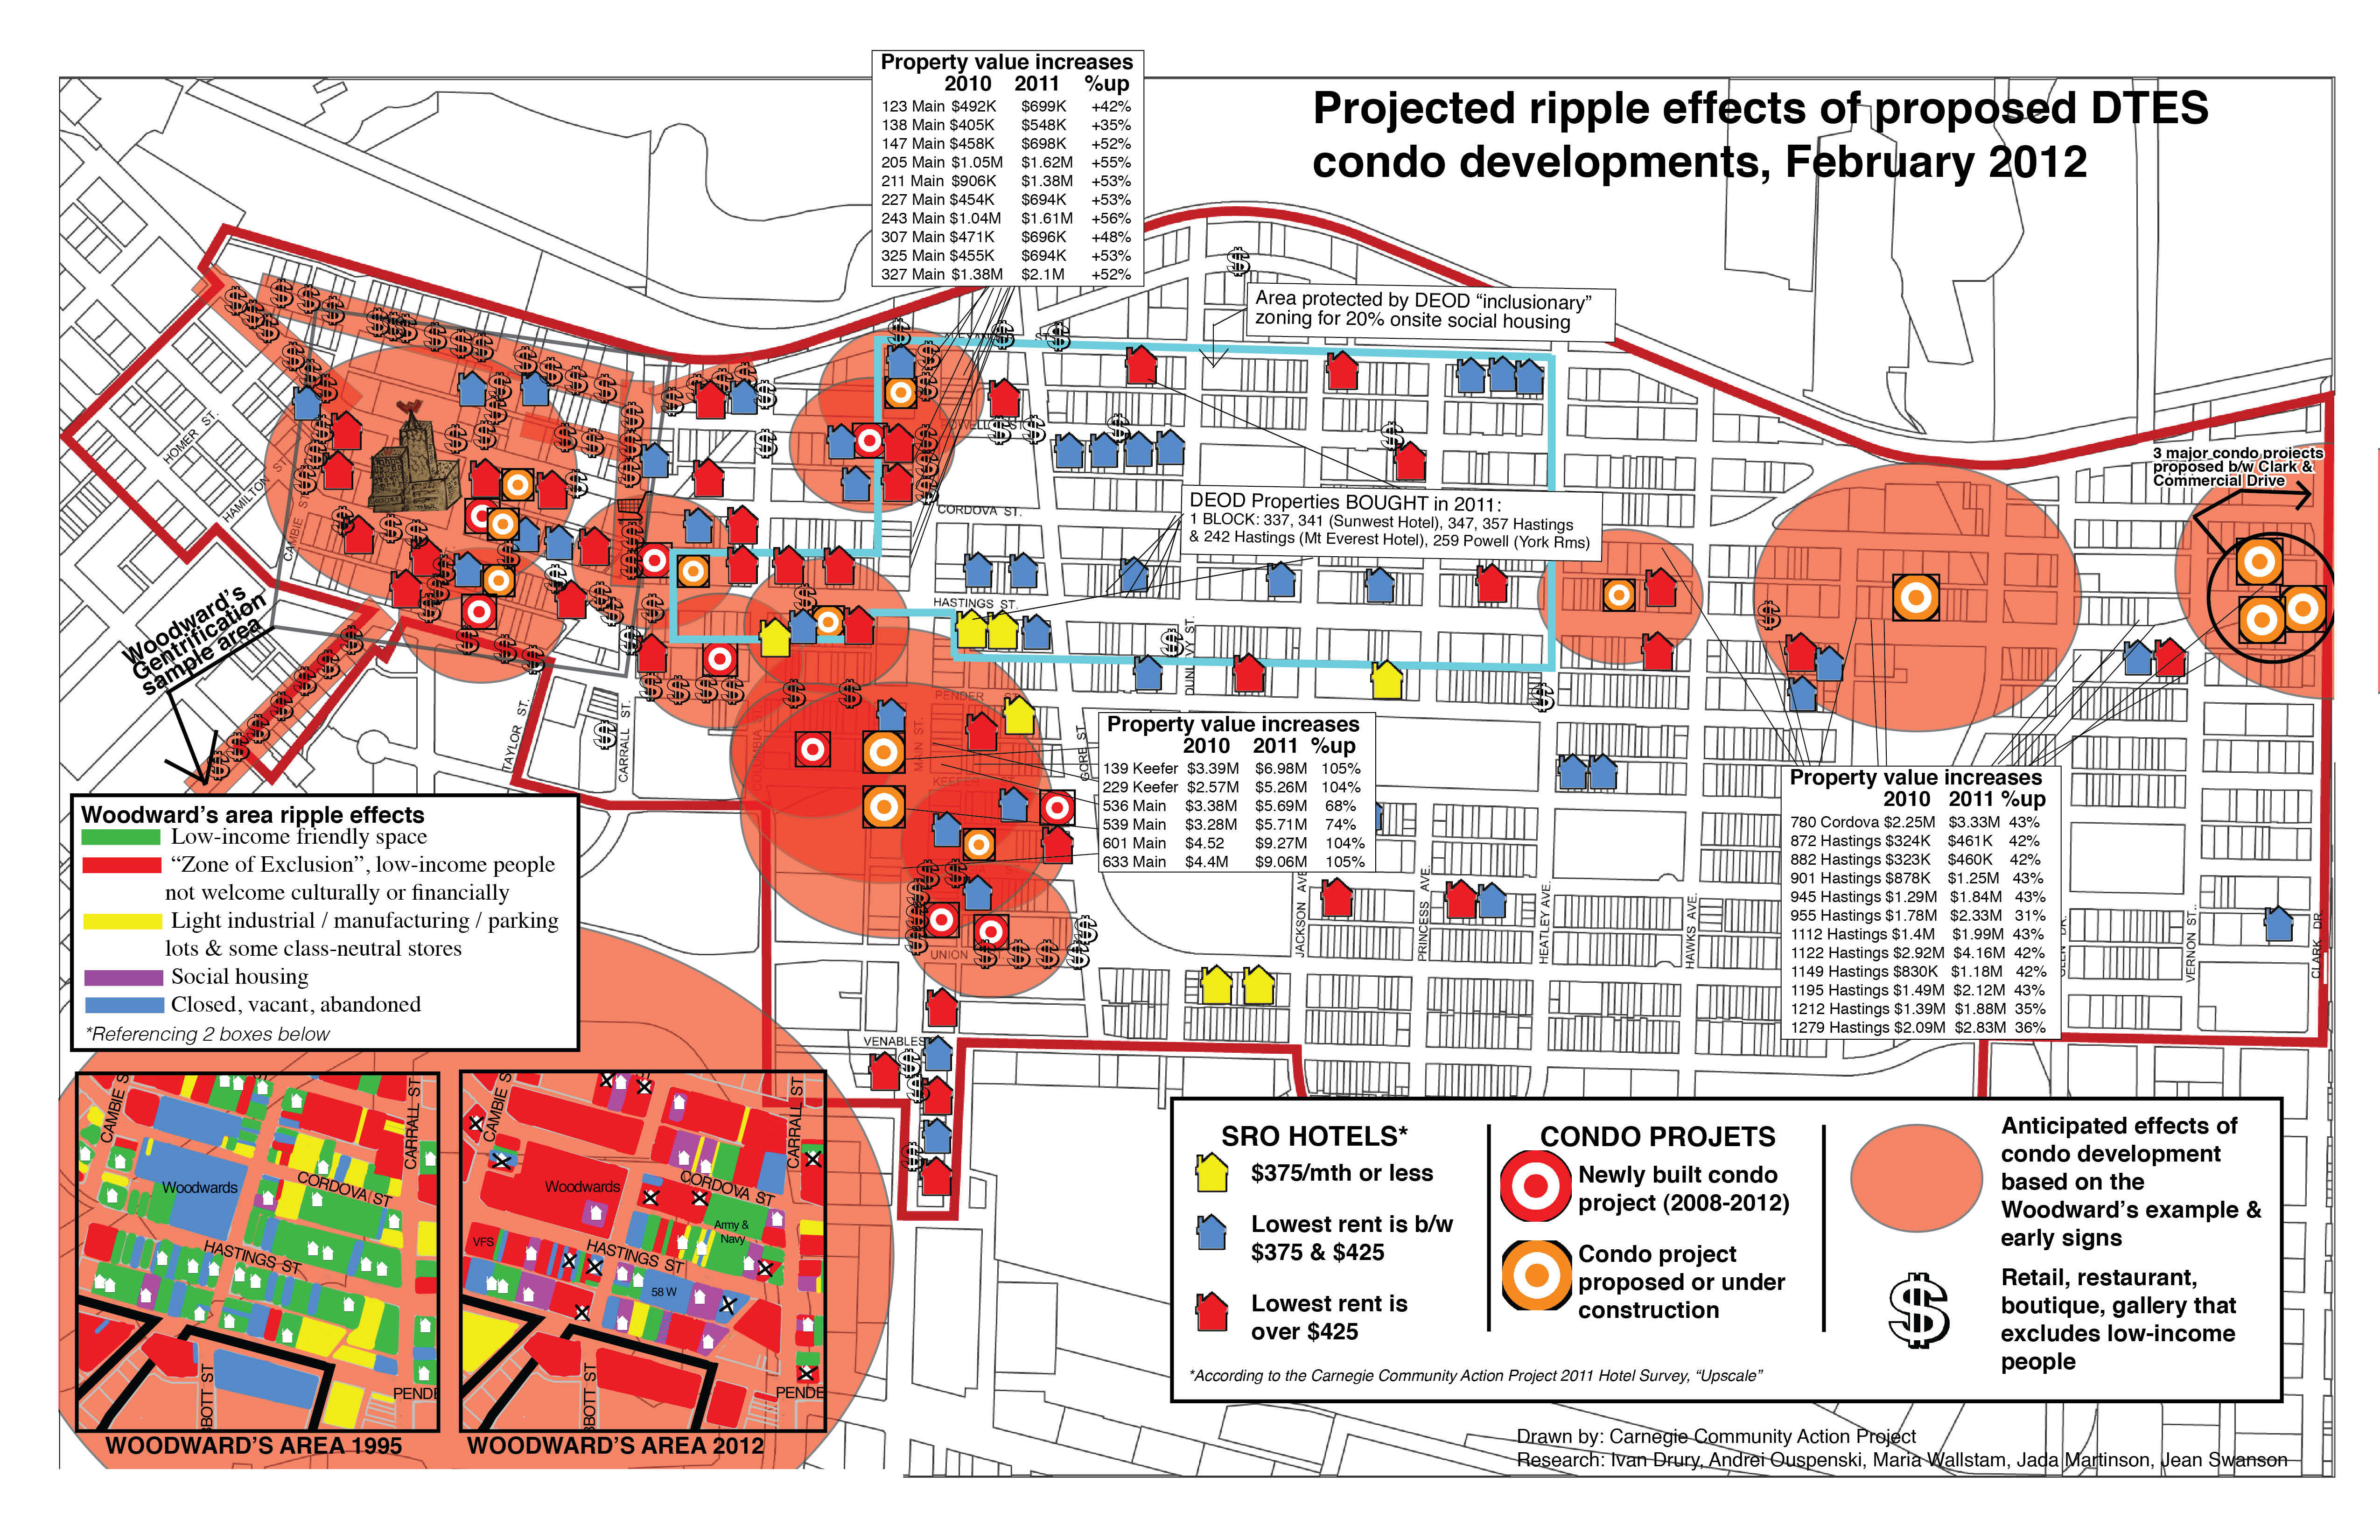 Projected ripple effects of proposed DTES
condo developments, February 2012
Property value increases
2010 2011 %up
123 Main $492K $699K +42%
138 Main $405K $548K +35%
147 Main $458K $698K +52%
205 Main $1.05M $1.62M +55%
211 Main $906K $1.38M +53%
227 Main $454K $694K +53%
243 Main $1.04M $1.61M +56%
307 Main $471K $696K +48%
325 Main $455K $694K +53%
327 Main $1.38M $2.1M +52%
Area protected by DEOD “inclusionary”
zoning for 20% onsite social housing
3 major condo projects
proposed b/w Clark &
Commercial Drive
DEOD Properties BOUGHT in 2011:
1 BLOCK: 337, 341 (Sunwest Hotel), 347, 357 Hastings
& 242 Hastings (Mt Everest Hotel), 259 Powell (York Rms)
HOMER ST.
HAMILTON ST.
CAMBIE ST.
POWELL ST.
CORDOVA ST.
HASTINGS ST.
PENDER ST.
KEEFER
UNION
VENABLES
TAYLOR ST.
CARRALL ST.
COLUMBIA ST.
MAIN ST.
GORE ST.
DUNLEVY ST.
JACKSON AVE.
PRINCESS AVE.
HEATLEY AVE.
HAWKS AVE.
GLEN DR.
VERNON ST.
CLARK DR.
Woodward’s
Gentrification
sample area
Property value increases
2010 2011 %up
139 Keefer $3.39M $6.98M 105%
229 Keefer $2.57M $5.26M 104%
536 Main $3.38M $5.69M 68%
539 Main $3.28M $5.71M 74%
601 Main $4.52 $9.27M 104%
633 Main $4.4M $9.06M 105%
Property value increases
2010 2011 %up
780 Cordova $2.25M $3.33M 43%
872 Hastings $324K $461K 42%
882 Hastings $323K $460K 42%
901 Hastings $878K $1.25M 43%
945 Hastings $1.29M $1.84M 43%
955 Hastings $1.78M $2.33M 31%
1112 Hastings $1.4M $1.99M 43%
1122 Hastings $2.92M $4.16M 42%
1149 Hastings $830K $1.18M 42%
1195 Hastings $1.49M $2.12M 43%
1212 Hastings $1.39M $1.88M 35%
1279 Hastings $2.09M $2.83M 36%
Woodward’s area ripple effects
Low-income friendly space
“Zone of Exclusion”, low-income people
not welcome culturally or financially
Light industrial / manufacturing / parking
lots & some class-neutral stores
Social housing
Closed, vacant, abandoned
*Referencing 2 boxes below
CAMBIE S
CARRALL ST
Woodwards
CORDOVA ST
HASTINGS ST
BBOTT ST
PENDE
WOODWARD’S AREA 1995
CAMBIE S
CARRALL ST
Woodwards
CORDOVA ST
Army &
Navy
VFS
HASTINGS ST
58 W
BBOTT ST
PENDE
WOODWARD’S AREA 2012
SRO HOTELS*
$375/mth or less
Lowest rent is b/w
$375 & $425
Lowest rent is
over $425
*According to the Carnegie Community Action Project 2011 Hotel Survey, “Upscale”
CONDO PROJETS
Newly built condo
project (2008-2012)
Condo project
proposed or under
construction
Anticipated effects of
condo development
based on the
Woodward’s example &
early signs
Retail, restaurant,
boutique, gallery that
excludes low-income
people
Drawn by: Carnegie Community Action Project
Research: Ivan Drury, Andrei Ouspenski, Maria Wallstam, Jada Martinson, Jean Swanson